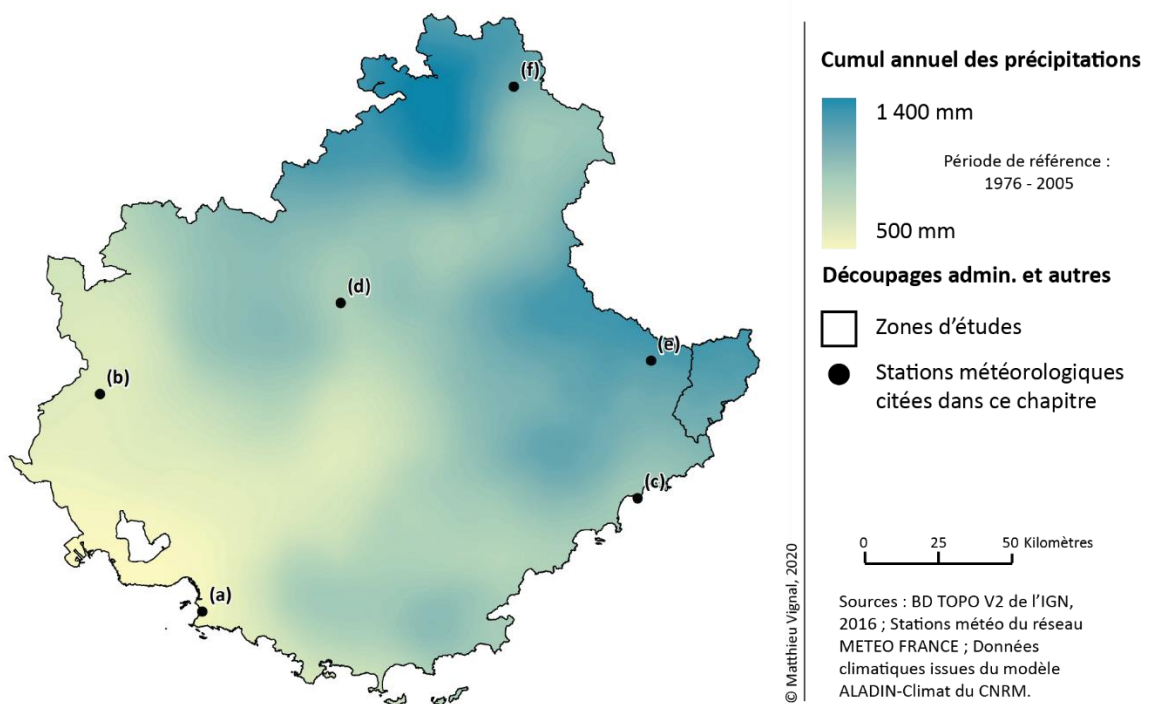 (f)
(d)
(b)
(e)
(c)
(a)
© Matthieu Vignal, 2020
Cumul annuel des précipitations
1 400 mm
Période de référence :
1976 - 2005
500 mm
Découpages admin. et autres
Zones d'études
Stations météorologiques
citées dans ce chapitre
0 25 50 Kilomètres
Sources : BD TOPO V2 de l'IGN,
2016 ; Stations météo du réseau
METEO FRANCE ; Données
climatiques issues du modèle
ALADIN-Climat du CNRM.